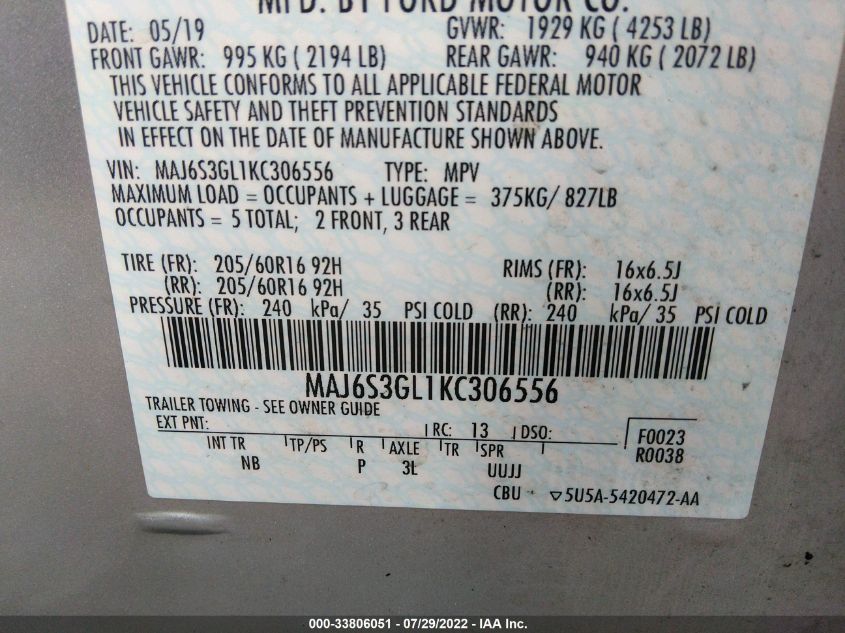 MFD. BY FORD MOTOR CO.
DATE: 05/19 GVWR: 1929 KG ( 4253 LB)
FRONT GAWR: 995 KG ( 2194 LB) REAR GAWR: 940 KG ( 2072 LB)
THIS VEHICLE CONFORMS TO ALL APPLICABLE FEDERAL MOTOR
VEHICLE SAFETY AND THEFT PREVENTION STANDARDS
IN EFFECT ON THE DATE OF MANUFACTURE SHOWN ABOVE.
VIN: MAJ6S3GL1KC306556 TYPE: MPV
MAXIMUM LOAD = OCCUPANTS + LUGGAGE = 375KG/ 827LB
OCCUPANTS = 5 TOTAL; 2 FRONT, 3 REAR
TIRE (FR): 205/60R16 92H RIMS (FR): 16x6.5J
(RR): 205/60R16 92H (RR): 16x6.5J
PRESSURE (FR): 240 kPa/ 35 PSI COLD (RR): 240 kPa/ 35 PSI COLD
MAJ6S3GL1KC306556
TRAILER TOWING - SEE OWNER GUIDE
EXT PNT: RC: 13 DSO: F0023
R0038
INT TR TP/PS R AXLE TR SPR
NB P 3L UUJJ
CBU ▽5U5A-5420472-AA
000-33806051 - 07/29/2022 - IAA Inc.